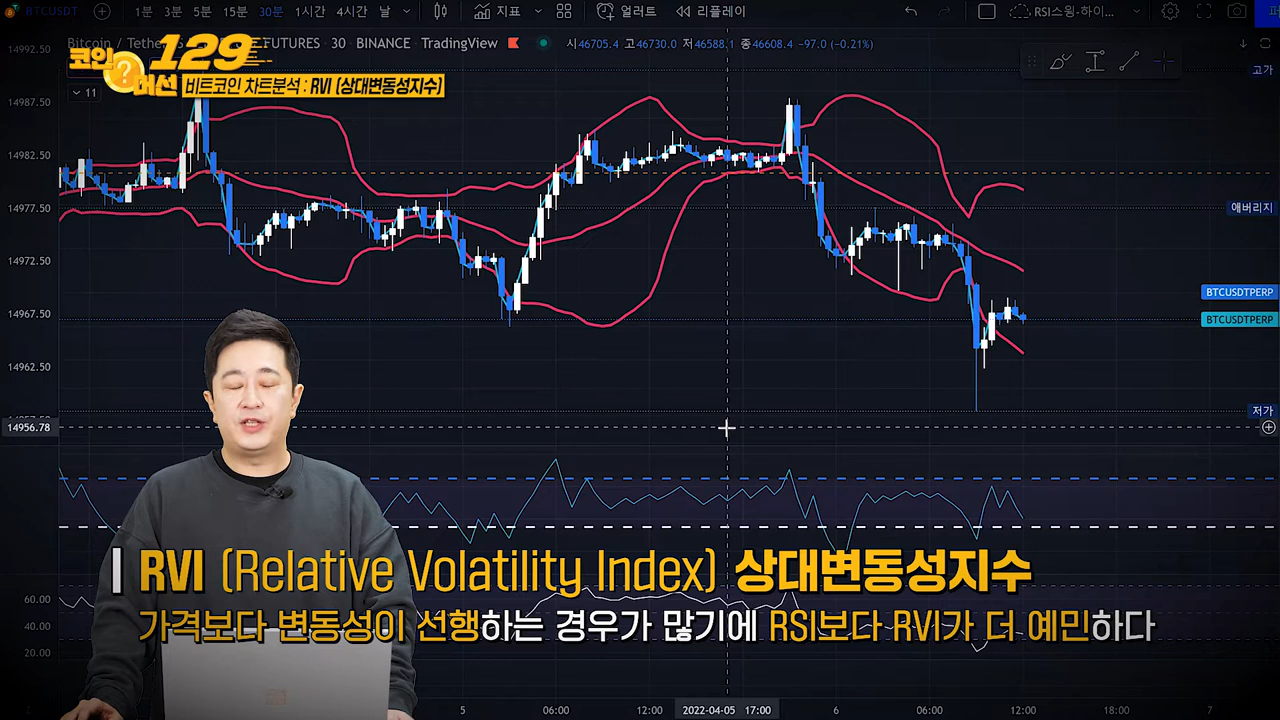 BTCUSDT
1분 3분 5분 15분 30분 1시간 4시간 날
지표
얼러트
리플레이
RSI스윙-하이...
Bitcoin / Tether
FUTURES · 30 · BINANCE · TradingView
시46705.4 고46730.0 저46588.1 종46608.4 -97.0 (-0.21%)
코인 129
머선
비트코인 차트분석 : RVI (상대변동성지수)
11
14992.50
14987.50
14982.50
14977.50
14972.50
14967.50
14962.50
14957.50
14956.78
60.00
40.00
20.00
고가
애버리지
BTCUSDTPERP
BTCUSDTPERP
저가
RVI (Relative Volatility Index) 상대변동성지수
가격보다 변동성이 선행하는 경우가 많기에 RSI보다 RVI가 더 예민하다
5 06:00 12:00 2022-04-05 17:00 6 06:00 12:00 18:00 7